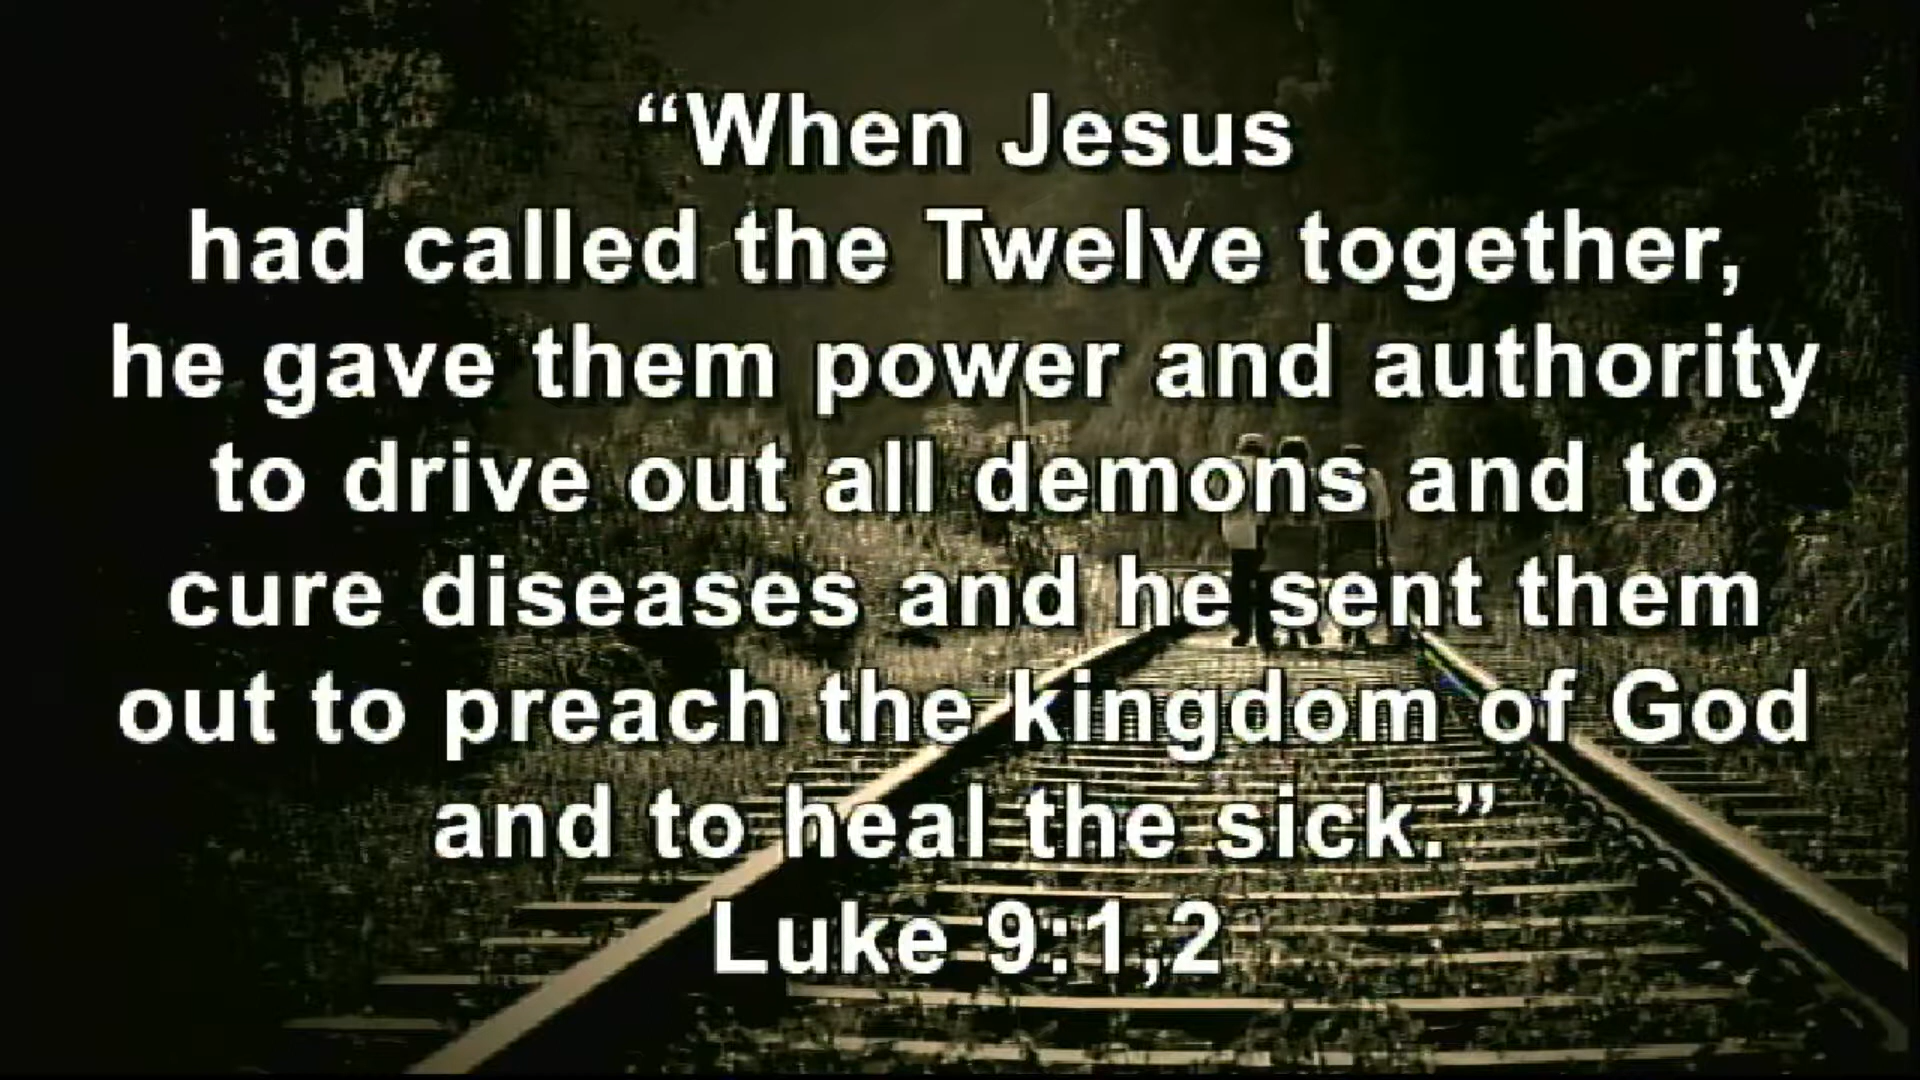 “When Jesus
had called the Twelve together,
he gave them power and authority
to drive out all demons and to
cure diseases and he sent them
out to preach the kingdom of God
and to heal the sick.”
Luke 9:1,2